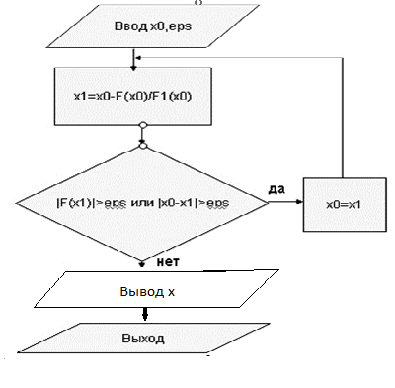 Ввод x0,eps
x1=x0-F(x0)/F1(x0)
|F(x1)|>eps или |x0-x1|>eps
да
x0=x1
нет
Вывод x
Выход